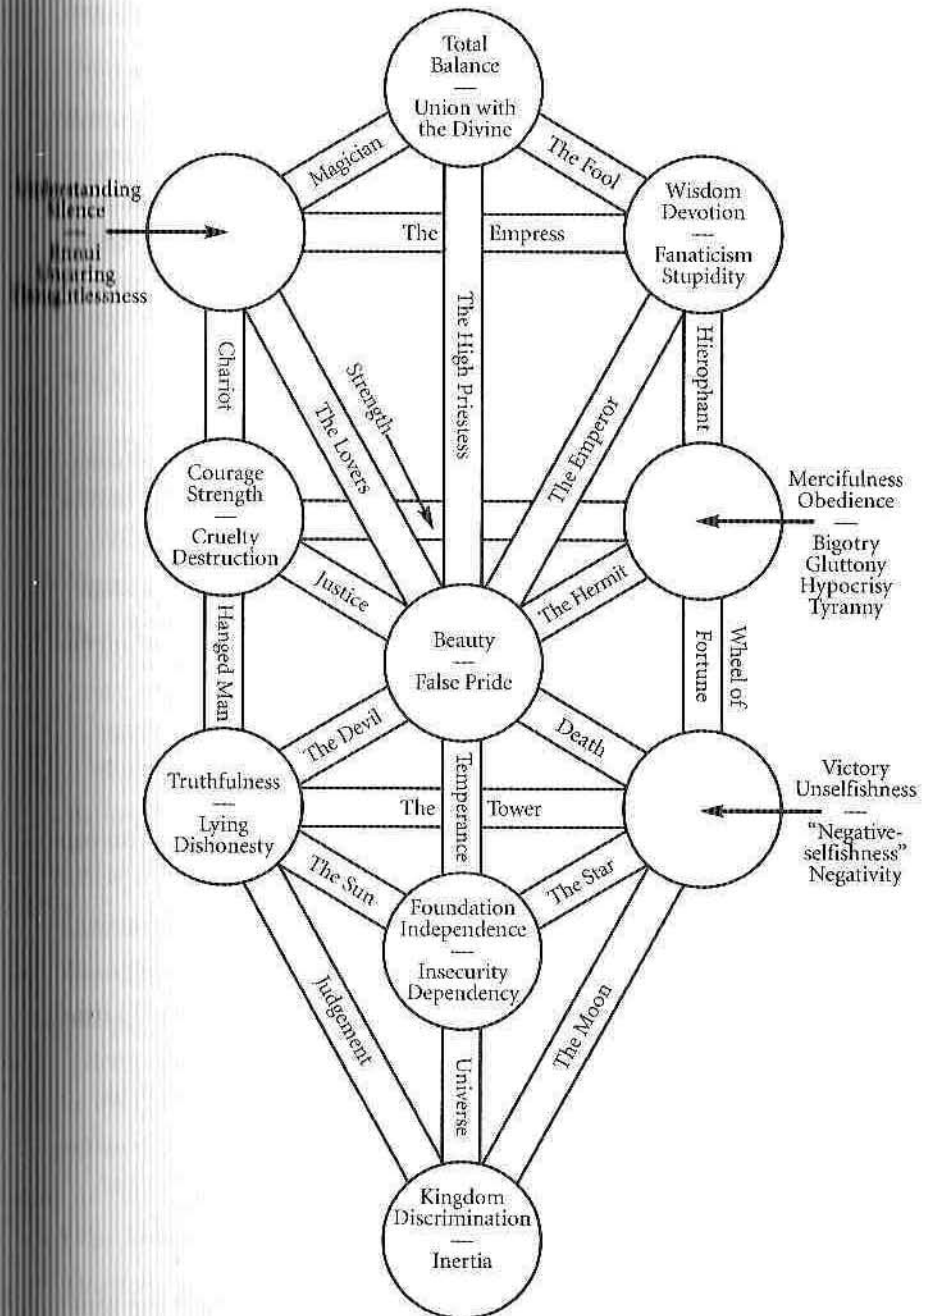 Total
Balance
—
Union with
the Divine
Magician
The Fool
Silence
—
Wisdom
Devotion
—
Fanaticism
Stupidity
The Empress
The High Priestess
Chariot
The Lovers
Strength
The Emperor
Hierophant
Courage
Strength
—
Cruelty
Destruction
Mercifulness
Obedience
—
Bigotry
Gluttony
Hypocrisy
Tyranny
Justice
The Hermit
Hanged Man
Beauty
—
False Pride
Wheel of
Fortune
The Devil
Death
Truthfulness
—
Lying
Dishonesty
Temperance
The Tower
Victory
Unselfishness
—
"Negative-
selfishness"
Negativity
The Sun
The Star
Foundation
Independence
—
Insecurity
Dependency
Judgement
Universe
The Moon
Kingdom
Discrimination
—
Inertia